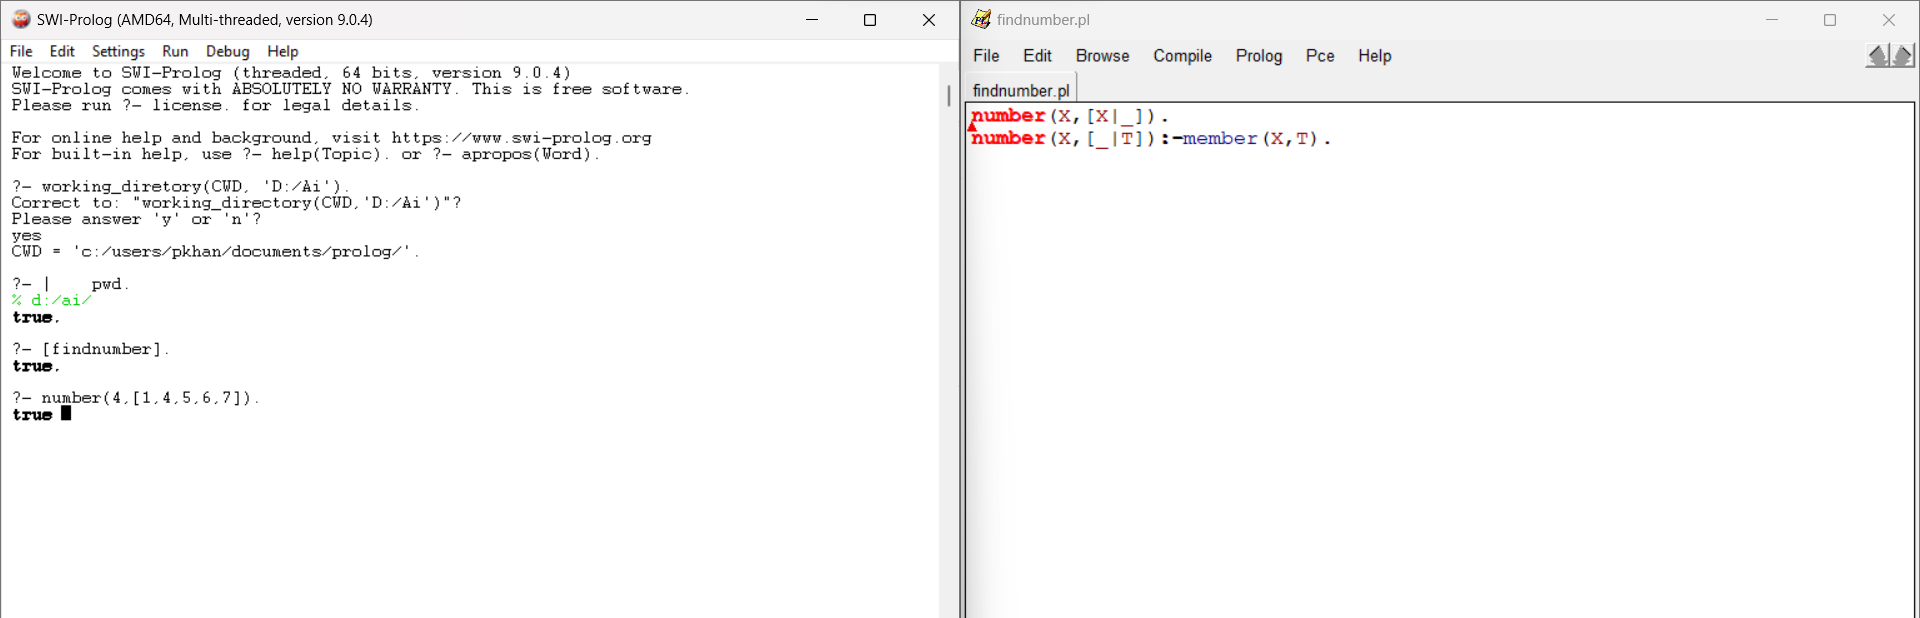 SWI-Prolog (AMD64, Multi-threaded, version 9.0.4)
File Edit Settings Run Debug Help
Welcome to SWI-Prolog (threaded, 64 bits, version 9.0.4)
SWI-Prolog comes with ABSOLUTELY NO WARRANTY. This is free software.
Please run ?- license. for legal details.
For online help and background, visit https://www.swi-prolog.org
For built-in help, use ?- help(Topic). or ?- apropos(Word).
?- working_diretory(CWD, 'D:/Ai').
Correct to: "working_directory(CWD,'D:/Ai')"?
Please answer 'y' or 'n'?
yes
CWD = 'c:/users/pkhan/documents/prolog/'.
?- |    pwd.
% d:/ai/
true.
?- [findnumber].
true.
?- number(4,[1,4,5,6,7]).
true
findnumber.pl
File Edit Browse Compile Prolog Pce Help
findnumber.pl
number(X,[X|_]).
number(X,[_|T]):-member(X,T).